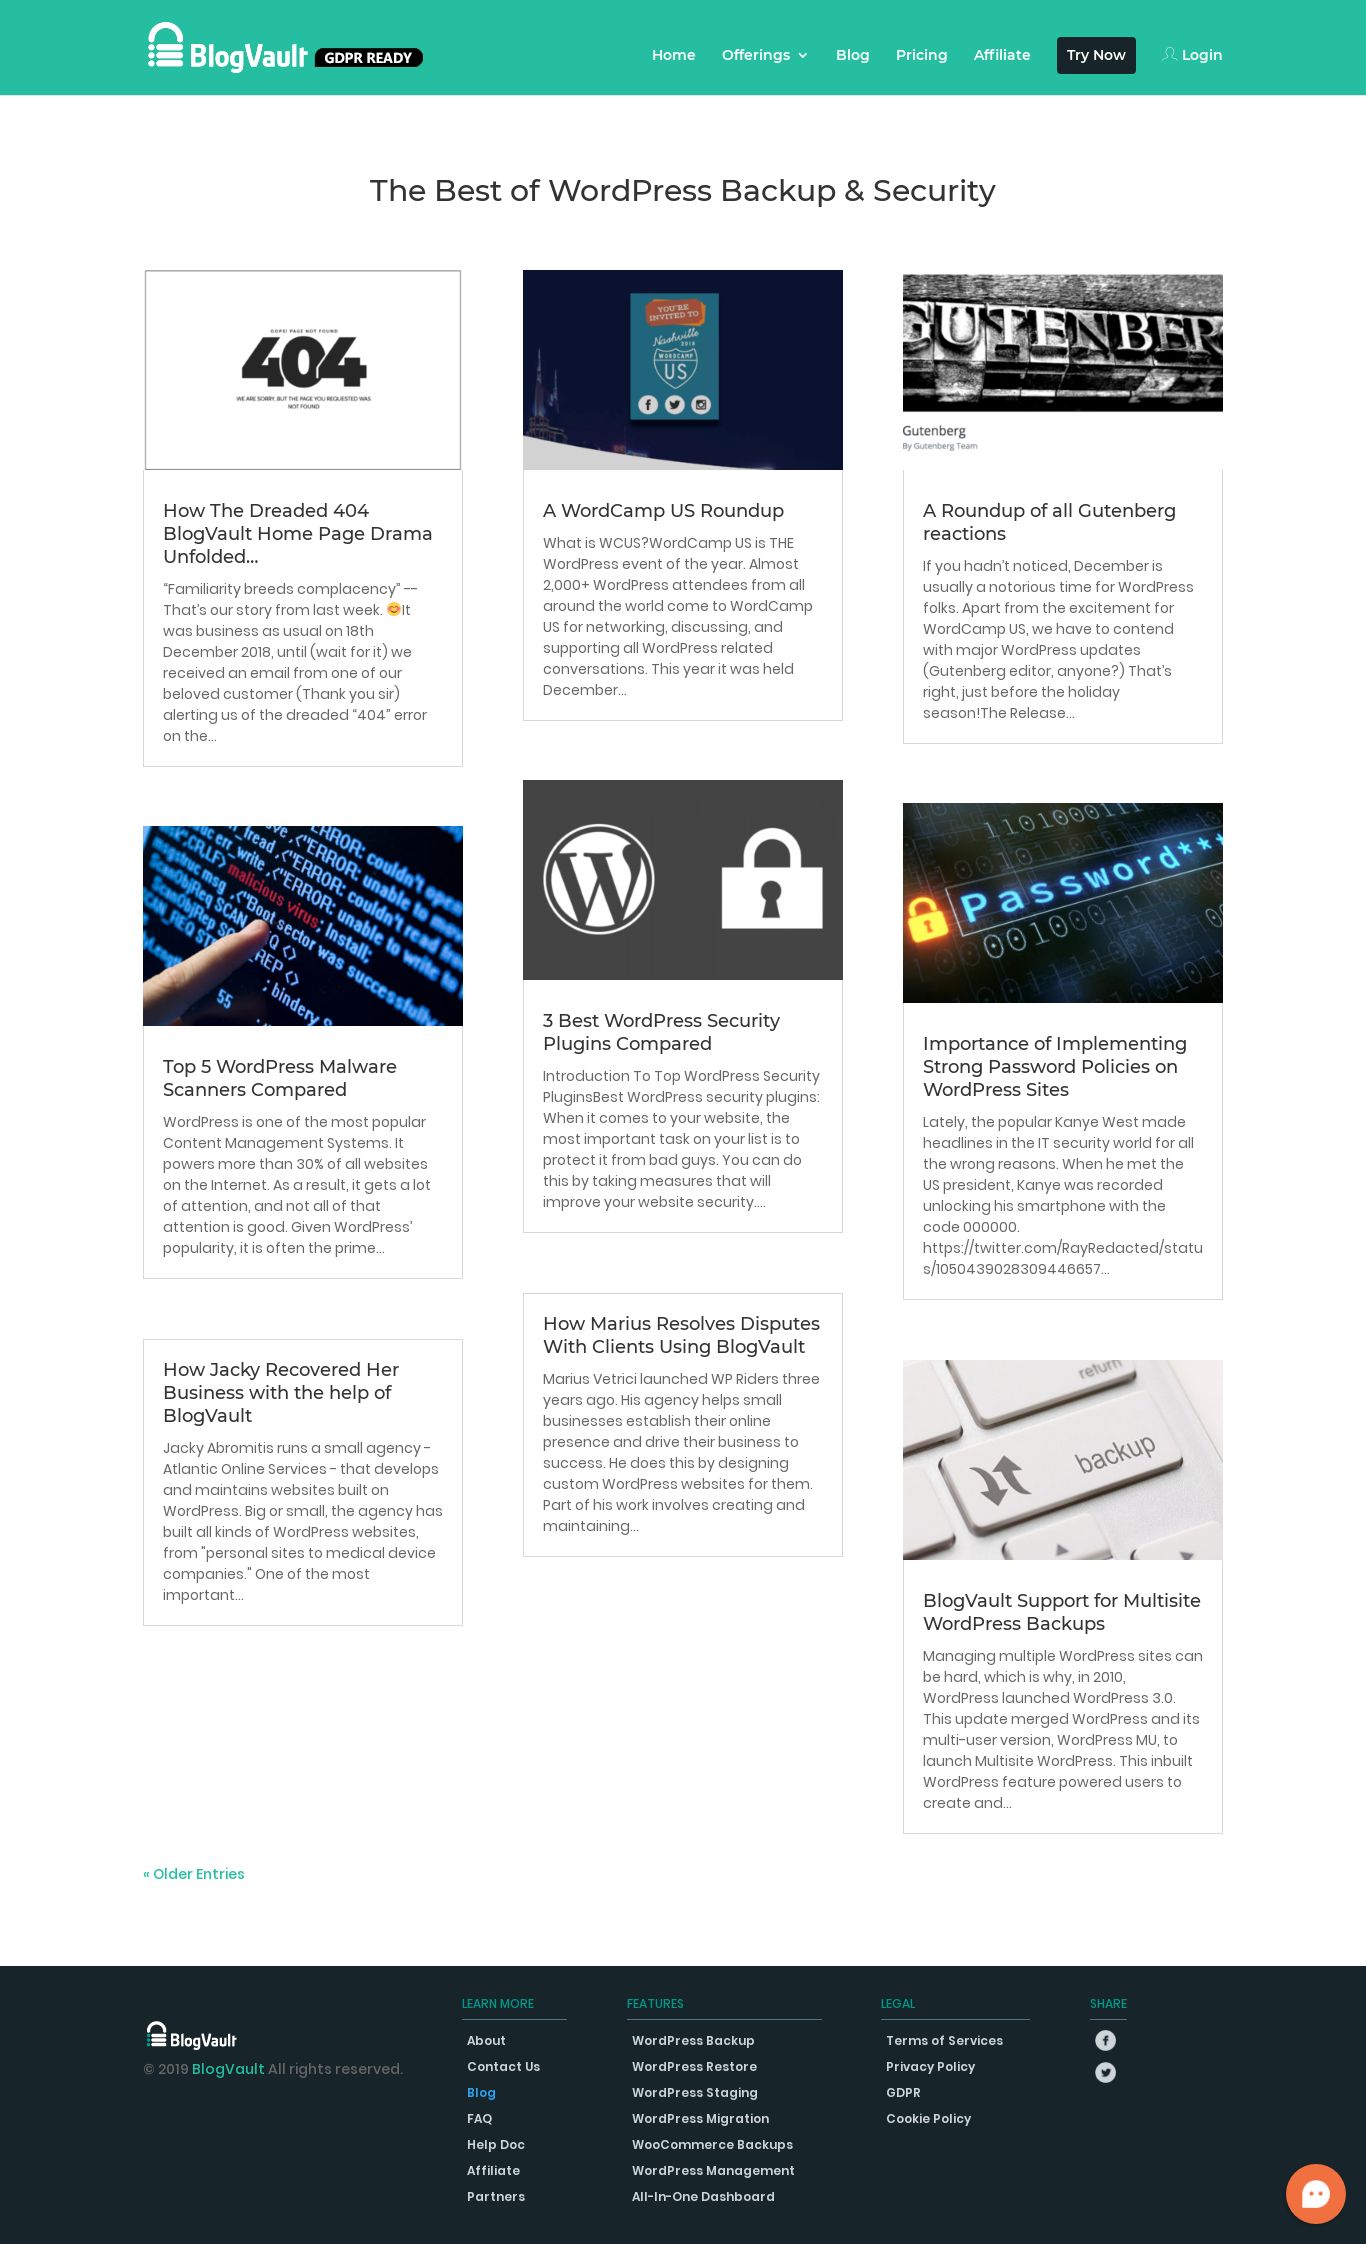 BlogVault GDPR READY
Home Offerings Blog Pricing Affiliate Try Now Login
The Best of WordPress Backup & Security
OOPS! PAGE NOT FOUND
404
WE ARE SORRY, BUT THE PAGE YOU REQUESTED WAS
NOT FOUND
How The Dreaded 404
BlogVault Home Page Drama
Unfolded...
“Familiarity breeds complacency” --
That’s our story from last week. 😊It
was business as usual on 18th
December 2018, until (wait for it) we
received an email from one of our
beloved customer (Thank you sir)
alerting us of the dreaded “404” error
on the...
YOU'RE
INVITED TO
Nashville
2018
WORDCAMP
US
A WordCamp US Roundup
What is WCUS?WordCamp US is THE
WordPress event of the year. Almost
2,000+ WordPress attendees from all
around the world come to WordCamp
US for networking, discussing, and
supporting all WordPress related
conversations. This year it was held
December...
GUTENBER
Gutenberg
By Gutenberg Team
A Roundup of all Gutenberg
reactions
If you hadn’t noticed, December is
usually a notorious time for WordPress
folks. Apart from the excitement for
WordCamp US, we have to contend
with major WordPress updates
(Gutenberg editor, anyone?) That’s
right, just before the holiday
season!The Release...
malicious virus
Top 5 WordPress Malware
Scanners Compared
WordPress is one of the most popular
Content Management Systems. It
powers more than 30% of all websites
on the Internet. As a result, it gets a lot
of attention, and not all of that
attention is good. Given WordPress’
popularity, it is often the prime...
3 Best WordPress Security
Plugins Compared
Introduction To Top WordPress Security
PluginsBest WordPress security plugins:
When it comes to your website, the
most important task on your list is to
protect it from bad guys. You can do
this by taking measures that will
improve your website security....
Password***
Importance of Implementing
Strong Password Policies on
WordPress Sites
Lately, the popular Kanye West made
headlines in the IT security world for all
the wrong reasons. When he met the
US president, Kanye was recorded
unlocking his smartphone with the
code 000000.
https://twitter.com/RayRedacted/statu
s/1050439028309446657...
How Jacky Recovered Her
Business with the help of
BlogVault
Jacky Abromitis runs a small agency -
Atlantic Online Services - that develops
and maintains websites built on
WordPress. Big or small, the agency has
built all kinds of WordPress websites,
from "personal sites to medical device
companies." One of the most
important...
How Marius Resolves Disputes
With Clients Using BlogVault
Marius Vetrici launched WP Riders three
years ago. His agency helps small
businesses establish their online
presence and drive their business to
success. He does this by designing
custom WordPress websites for them.
Part of his work involves creating and
maintaining...
return
backup
BlogVault Support for Multisite
WordPress Backups
Managing multiple WordPress sites can
be hard, which is why, in 2010,
WordPress launched WordPress 3.0.
This update merged WordPress and its
multi-user version, WordPress MU, to
launch Multisite WordPress. This inbuilt
WordPress feature powered users to
create and...
« Older Entries
BlogVault
© 2019 BlogVault All rights reserved.
LEARN MORE
About
Contact Us
Blog
FAQ
Help Doc
Affiliate
Partners
FEATURES
WordPress Backup
WordPress Restore
WordPress Staging
WordPress Migration
WooCommerce Backups
WordPress Management
All-In-One Dashboard
LEGAL
Terms of Services
Privacy Policy
GDPR
Cookie Policy
SHARE